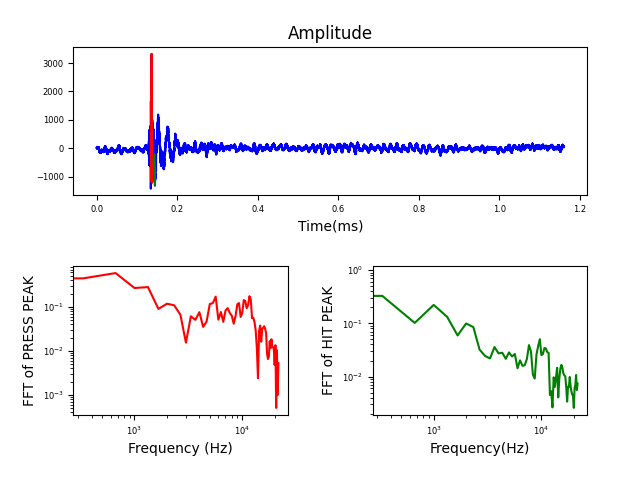 Amplitude
3000
2000
1000
0
−1000
0.0 0.2 0.4 0.6 0.8 1.0 1.2
Time(ms)
FFT of PRESS PEAK
10⁻¹
10⁻²
10⁻³
10³ 10⁴
Frequency (Hz)
FFT of HIT PEAK
10⁰
10⁻¹
10⁻²
10³ 10⁴
Frequency(Hz)